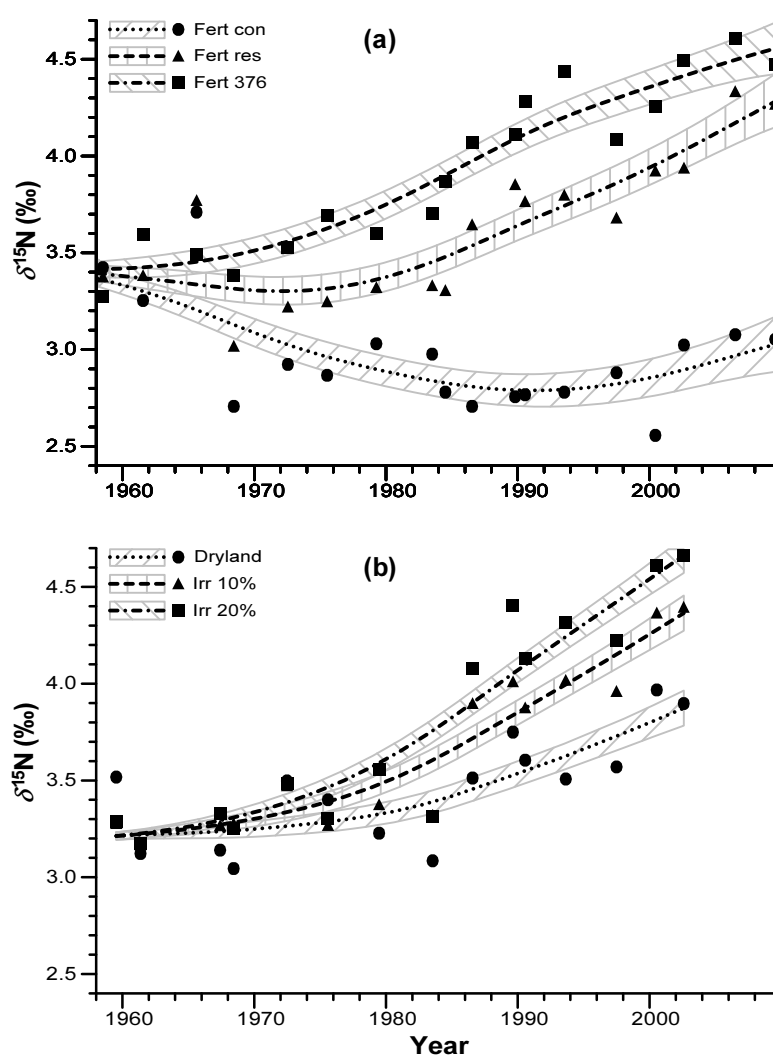 (a)
Fert con
Fert res
Fert 376
4.5
4.0
3.5
3.0
2.5
δ¹⁵N (‰)
1960 1970 1980 1990 2000
(b)
Dryland
Irr 10%
Irr 20%
4.5
4.0
3.5
3.0
2.5
δ¹⁵N (‰)
1960 1970 1980 1990 2000
Year